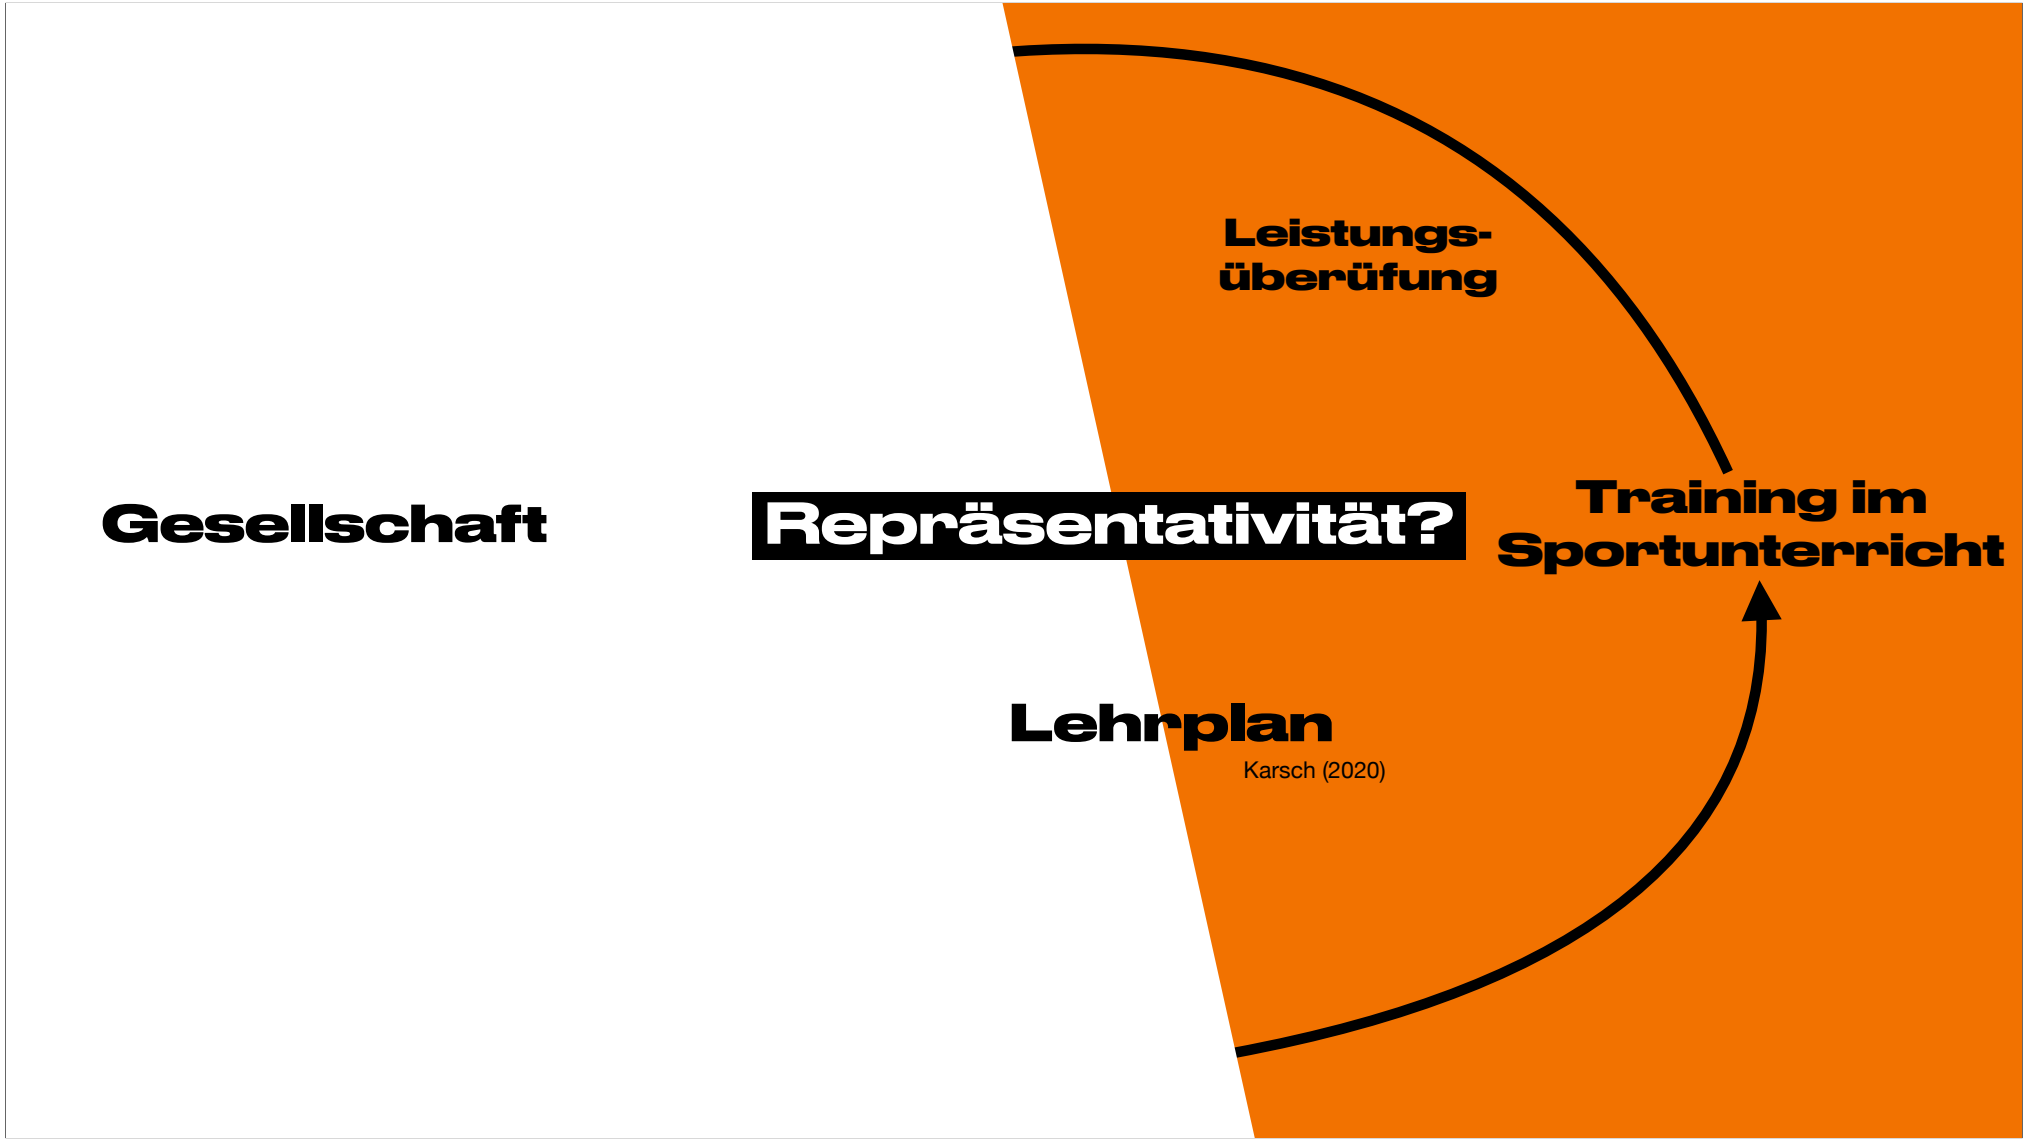 Leistungs-
überüfung
Gesellschaft
Repräsentativität?
Training im
Sportunterricht
Lehrplan
Karsch (2020)